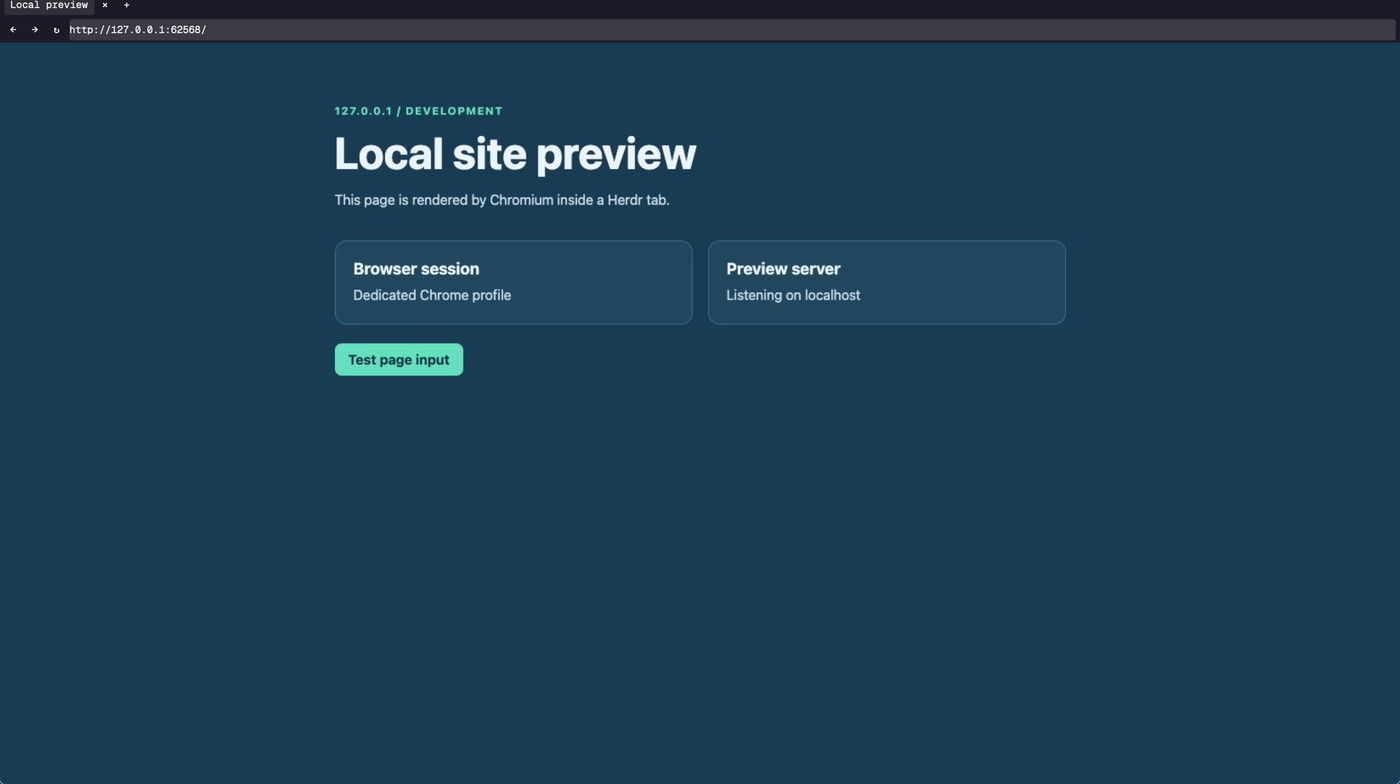 Local preview × +
← → ↻ http://127.0.0.1:62568/
127.0.0.1 / DEVELOPMENT
Local site preview
This page is rendered by Chromium inside a Herdr tab.
Browser session
Dedicated Chrome profile
Preview server
Listening on localhost
Test page input